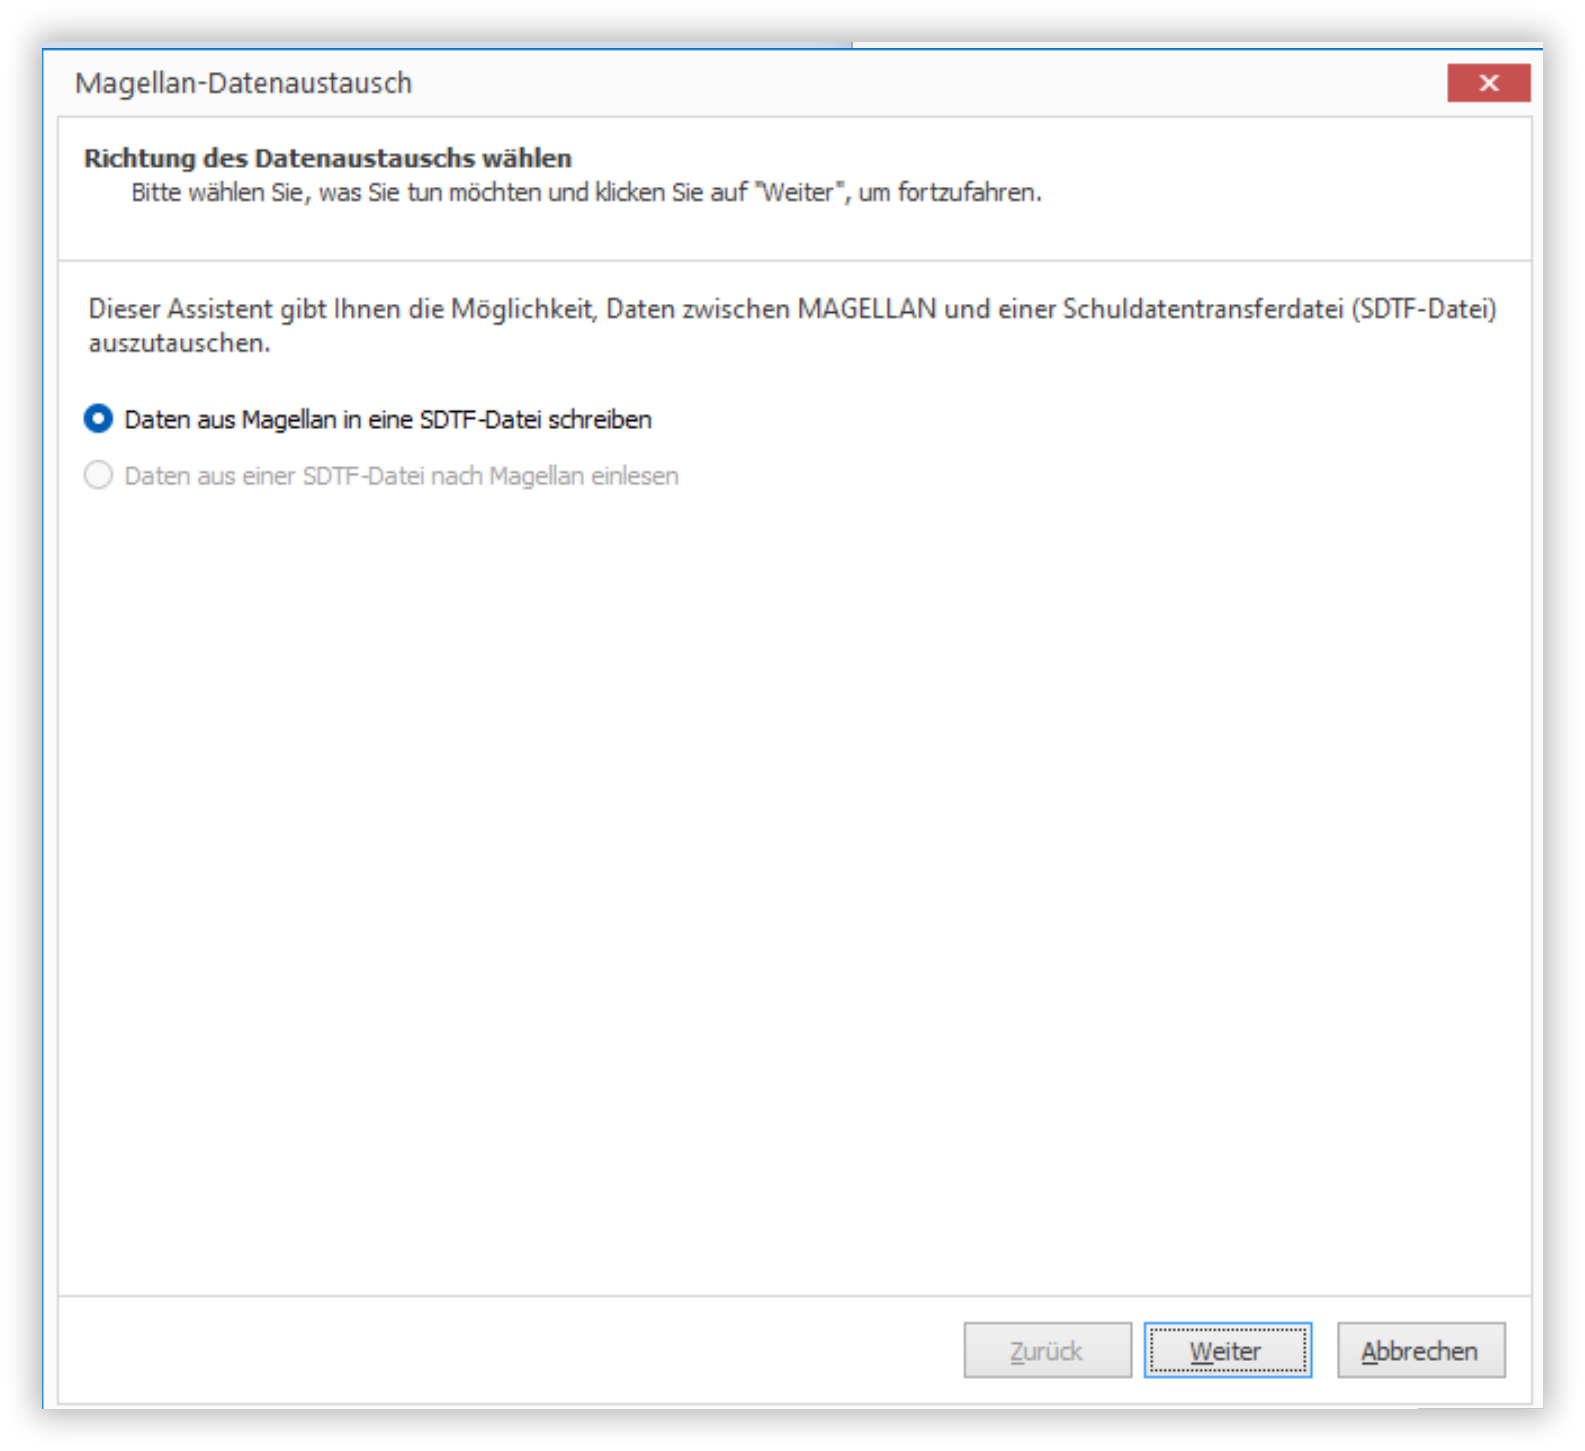 Magellan-Datenaustausch
Richtung des Datenaustauschs wählen
Bitte wählen Sie, was Sie tun möchten und klicken Sie auf "Weiter", um fortzufahren.
Dieser Assistent gibt Ihnen die Möglichkeit, Daten zwischen MAGELLAN und einer Schuldatentransferdatei (SDTF-Datei)
auszutauschen.
Daten aus Magellan in eine SDTF-Datei schreiben
Daten aus einer SDTF-Datei nach Magellan einlesen
Zurück
Weiter
Abbrechen